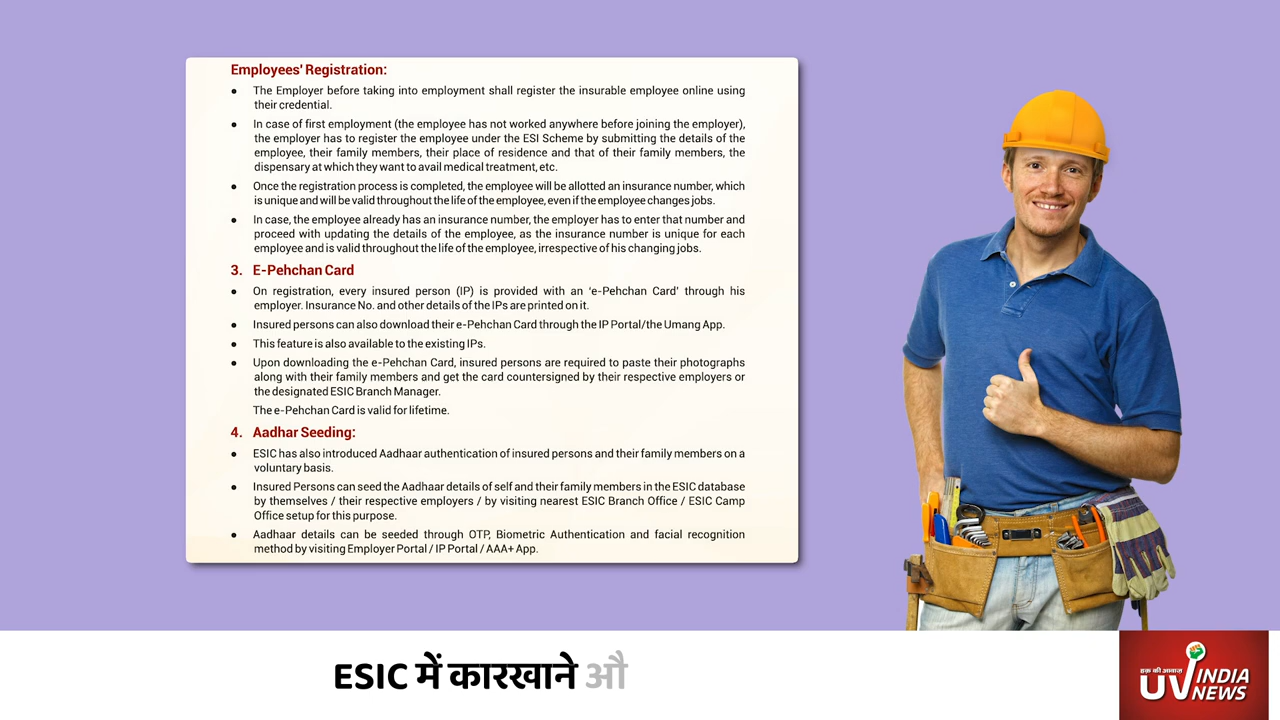 Employees' Registration:
• The Employer before taking into employment shall register the insurable employee online using
their credential.
• In case of first employment (the employee has not worked anywhere before joining the employer),
the employer has to register the employee under the ESI Scheme by submitting the details of the
employee, their family members, their place of residence and that of their family members, the
dispensary at which they want to avail medical treatment, etc.
• Once the registration process is completed, the employee will be allotted an insurance number, which
is unique and will be valid throughout the life of the employee, even if the employee changes jobs.
• In case, the employee already has an insurance number, the employer has to enter that number and
proceed with updating the details of the employee, as the insurance number is unique for each
employee and is valid throughout the life of the employee, irrespective of his changing jobs.
3. E-Pehchan Card
• On registration, every insured person (IP) is provided with an 'e-Pehchan Card' through his
employer. Insurance No. and other details of the IPs are printed on it.
• Insured persons can also download their e-Pehchan Card through the IP Portal/the Umang App.
• This feature is also available to the existing IPs.
• Upon downloading the e-Pehchan Card, insured persons are required to paste their photographs
along with their family members and get the card countersigned by their respective employers or
the designated ESIC Branch Manager.
The e-Pehchan Card is valid for lifetime.
4. Aadhar Seeding:
• ESIC has also introduced Aadhaar authentication of insured persons and their family members on a
voluntary basis.
• Insured Persons can seed the Aadhaar details of self and their family members in the ESIC database
by themselves / their respective employers / by visiting nearest ESIC Branch Office / ESIC Camp
Office setup for this purpose.
• Aadhaar details can be seeded through OTP, Biometric Authentication and facial recognition
method by visiting Employer Portal / IP Portal / AAA+ App.
ESIC में कारखाने औ
हक़ की आवाज़
UV INDIA
NEWS